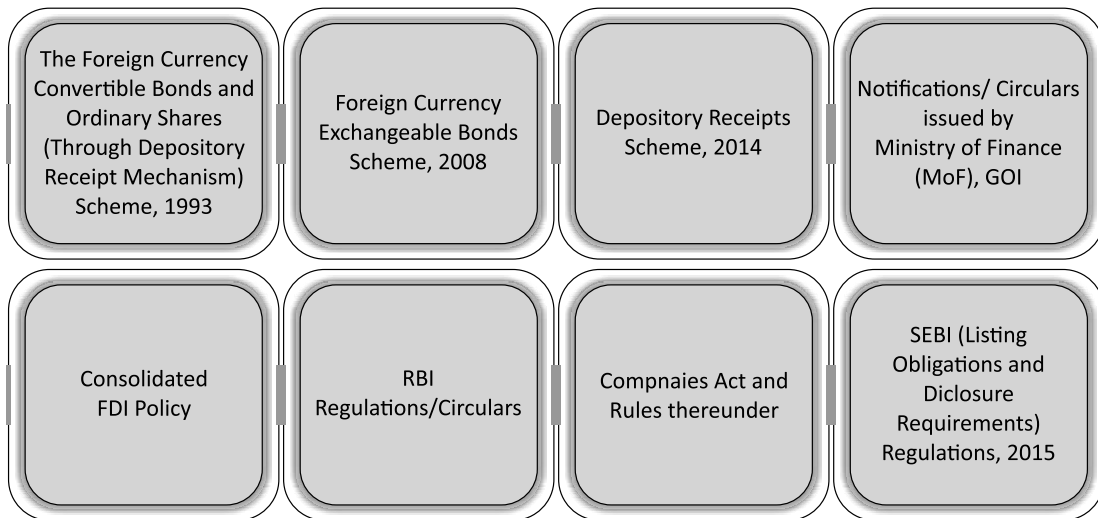 The Foreign Currency
Convertible Bonds and
Ordinary Shares
(Through Depository
Receipt Mechanism)
Scheme, 1993
Foreign Currency
Exchangeable Bonds
Scheme, 2008
Depository Receipts
Scheme, 2014
Notifications/ Circulars
issued by
Ministry of Finance
(MoF), GOI
Consolidated
FDI Policy
RBI
Regulations/Circulars
Compnaies Act and
Rules thereunder
SEBI (Listing
Obligations and
Diclosure
Requirements)
Regulations, 2015